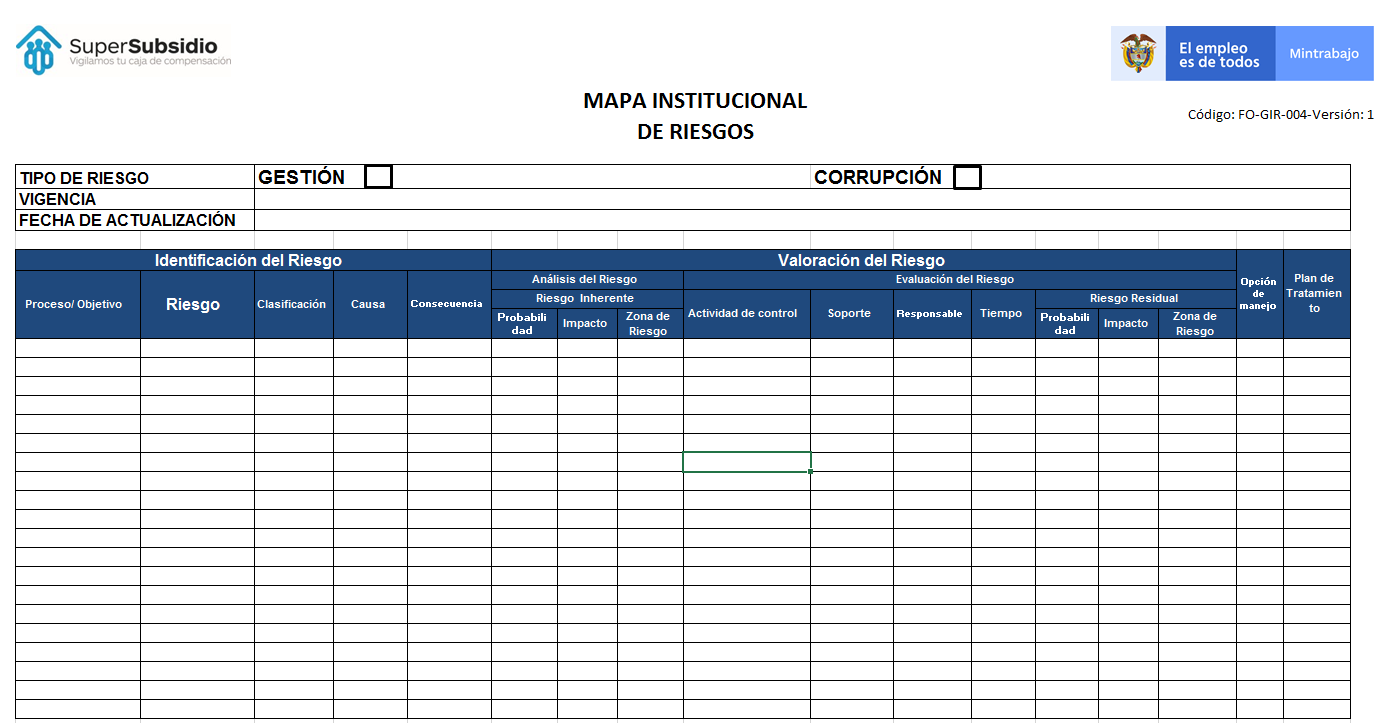 SuperSubsidio
Vigilamos tu caja de compensación
El empleo
es de todos
Mintrabajo
MAPA INSTITUCIONAL
DE RIESGOS
Código: FO-GIR-004-Versión: 1
TIPO DE RIESGO
GESTIÓN
CORRUPCIÓN
VIGENCIA
FECHA DE ACTUALIZACIÓN
Identificación del Riesgo
Valoración del Riesgo
Opción
de
manejo
Plan de
Tratamien
to
Análisis del Riesgo
Evaluación del Riesgo
Proceso/ Objetivo
Riesgo
Clasificación
Causa
Consecuencia
Riesgo Inherente
Actividad de control
Soporte
Responsable
Tiempo
Riesgo Residual
Probabili
dad
Impacto
Zona de
Riesgo
Probabili
dad
Impacto
Zona de
Riesgo